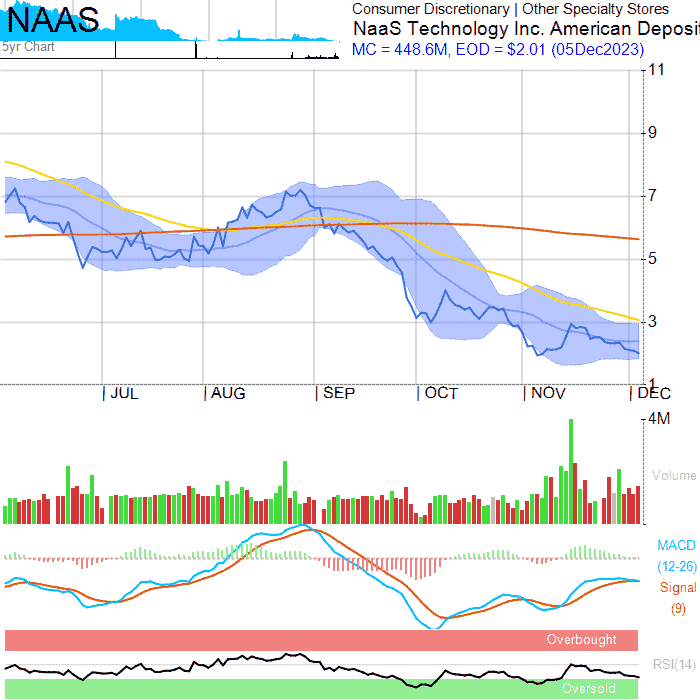 NAAS
Consumer Discretionary | Other Specialty Stores
NaaS Technology Inc. American Deposi
5yr Chart
MC = 448.6M, EOD = $2.01 (05Dec2023)
11
9
7
5
3
1
JUL AUG SEP OCT NOV DEC
4M
Volume
MACD
(12-26)
Signal
(9)
Overbought
RSI(14)
Oversold